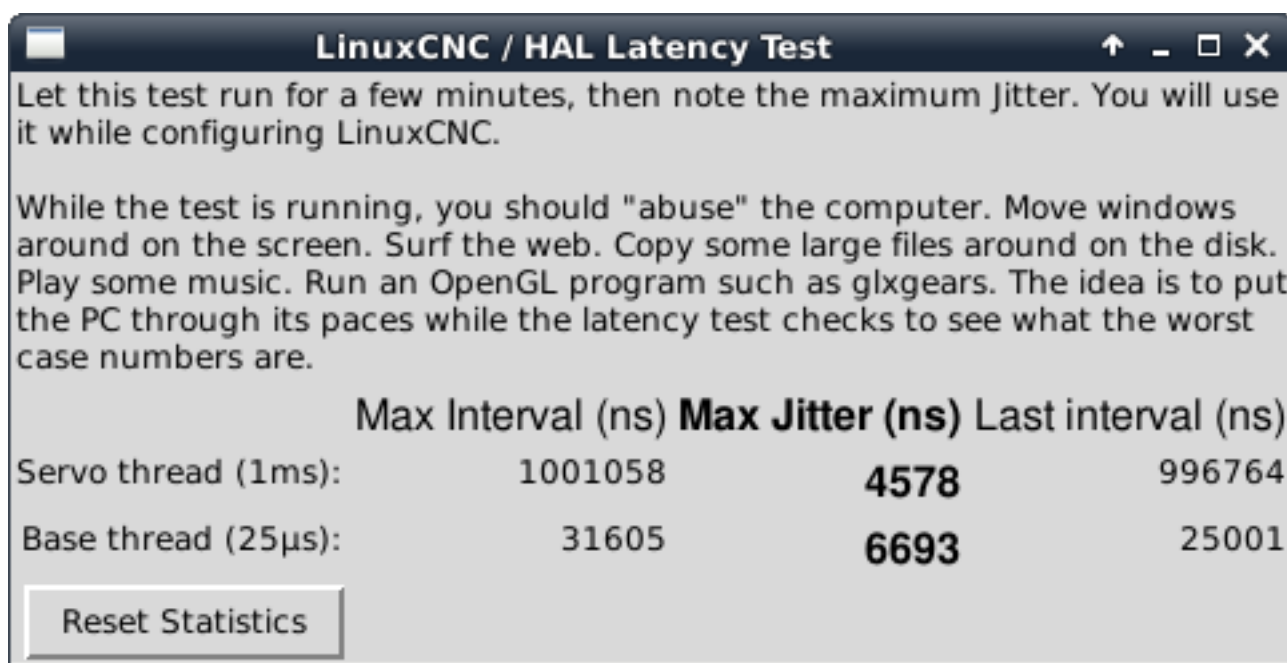 LinuxCNC / HAL Latency Test
Let this test run for a few minutes, then note the maximum Jitter. You will use
it while configuring LinuxCNC.
While the test is running, you should "abuse" the computer. Move windows
around on the screen. Surf the web. Copy some large files around on the disk.
Play some music. Run an OpenGL program such as glxgears. The idea is to put
the PC through its paces while the latency test checks to see what the worst
case numbers are.
Max Interval (ns) Max Jitter (ns) Last interval (ns)
Servo thread (1ms): 1001058 4578 996764
Base thread (25µs): 31605 6693 25001
Reset Statistics